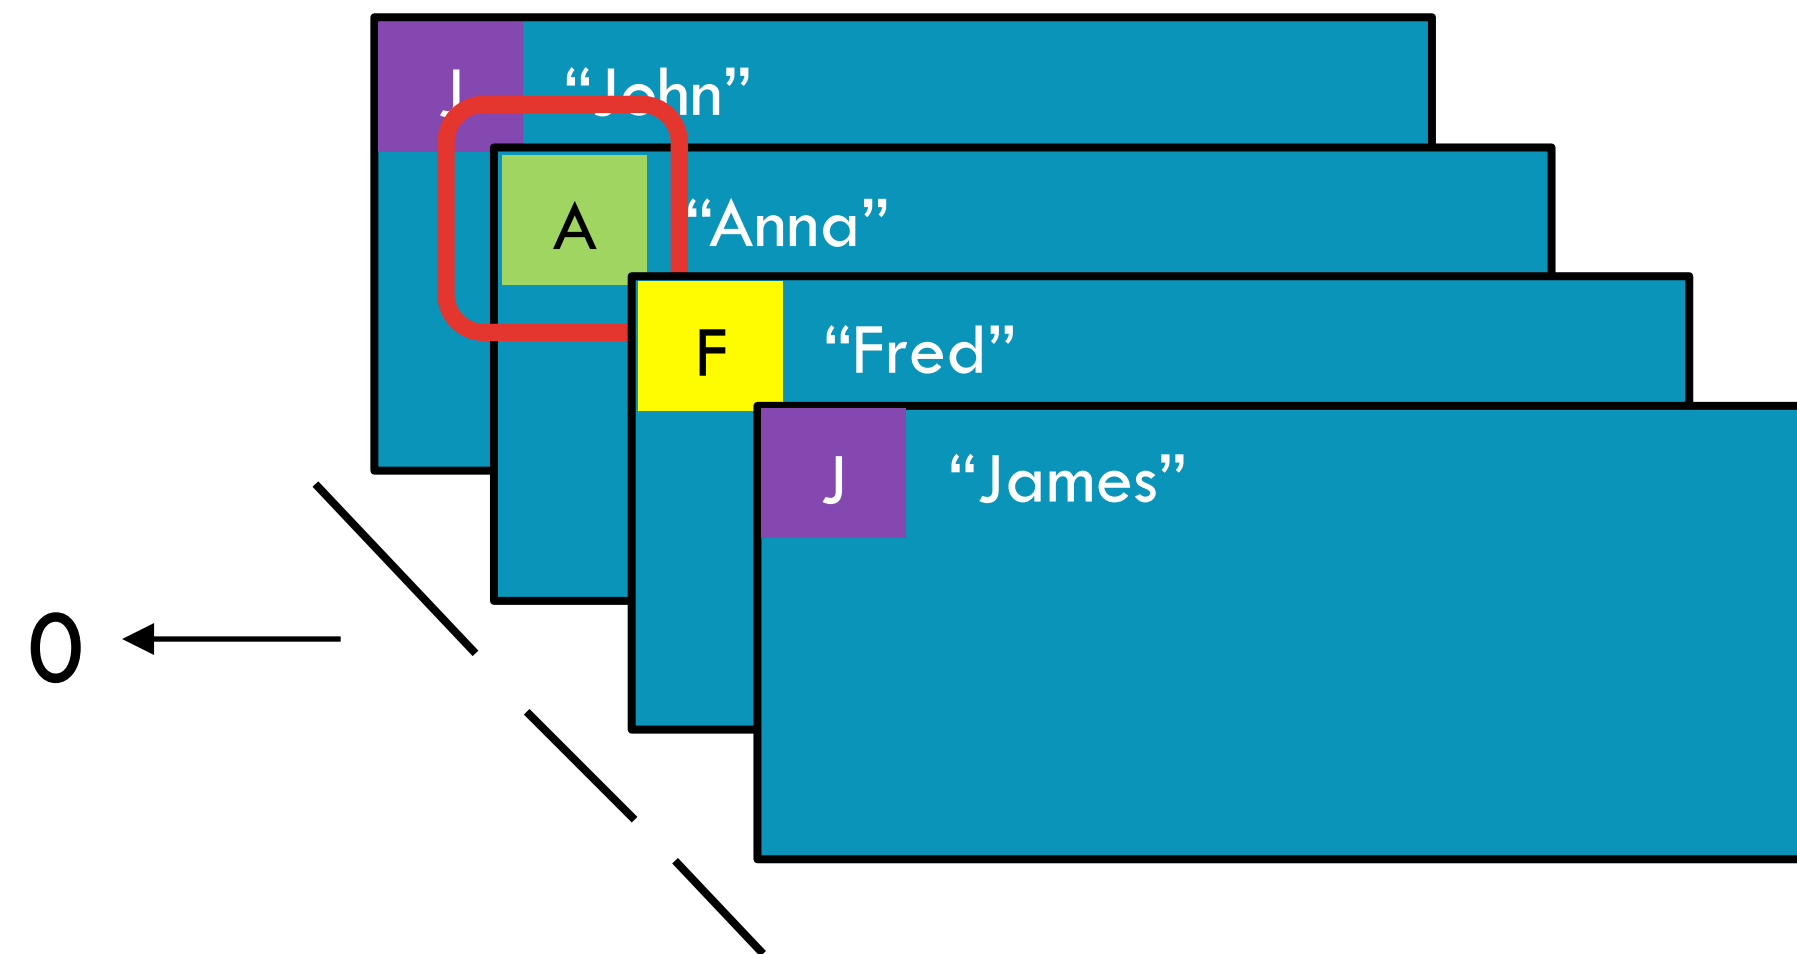 J “John”
A “Anna”
F “Fred”
J “James”
0